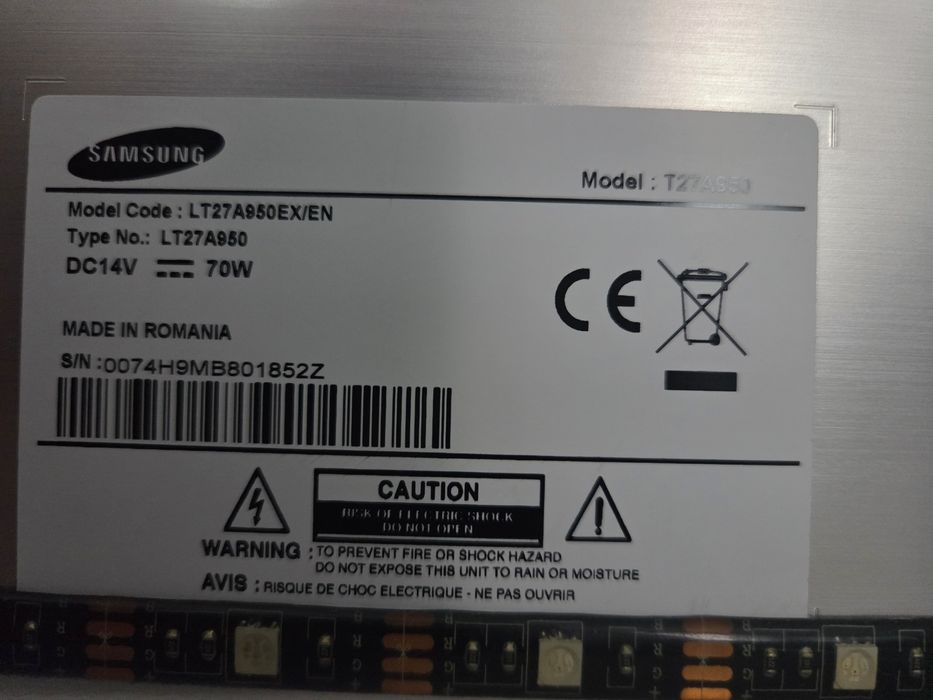 SAMSUNG
Model : T27A950
Model Code : LT27A950EX/EN
Type No.: LT27A950
DC14V 70W
CE
MADE IN ROMANIA
S/N :0074H9MB801852Z
CAUTION
RISK OF ELECTRIC SHOCK
DO NOT OPEN
WARNING : TO PREVENT FIRE OR SHOCK HAZARD
DO NOT EXPOSE THIS UNIT TO RAIN OR MOISTURE
AVIS : RISQUE DE CHOC ELECTRIQUE - NE PAS OUVRIR
R R R R R R
G G G G G